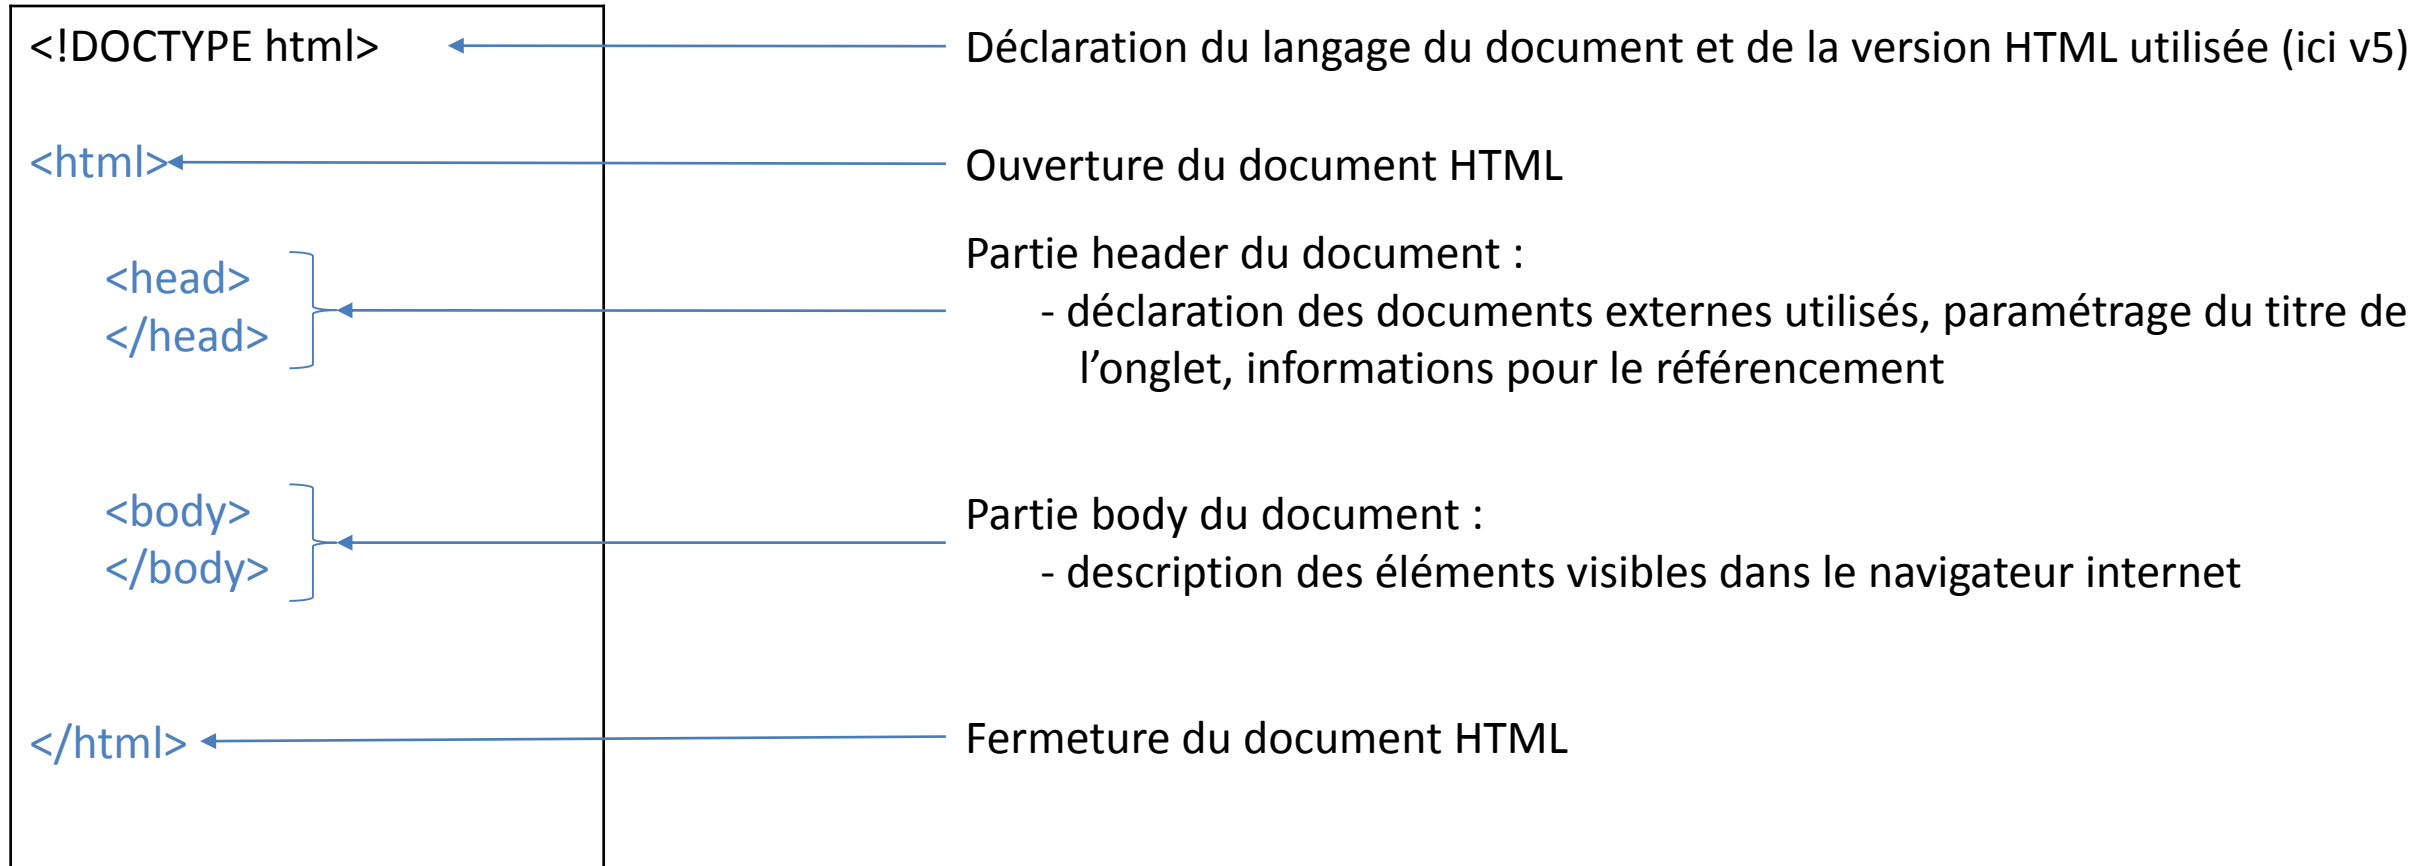 <!DOCTYPE html>
Déclaration du langage du document et de la version HTML utilisée (ici v5)
<html>
Ouverture du document HTML
<head>
</head>
Partie header du document :
- déclaration des documents externes utilisés, paramétrage du titre de
l’onglet, informations pour le référencement
<body>
</body>
Partie body du document :
- description des éléments visibles dans le navigateur internet
</html>
Fermeture du document HTML